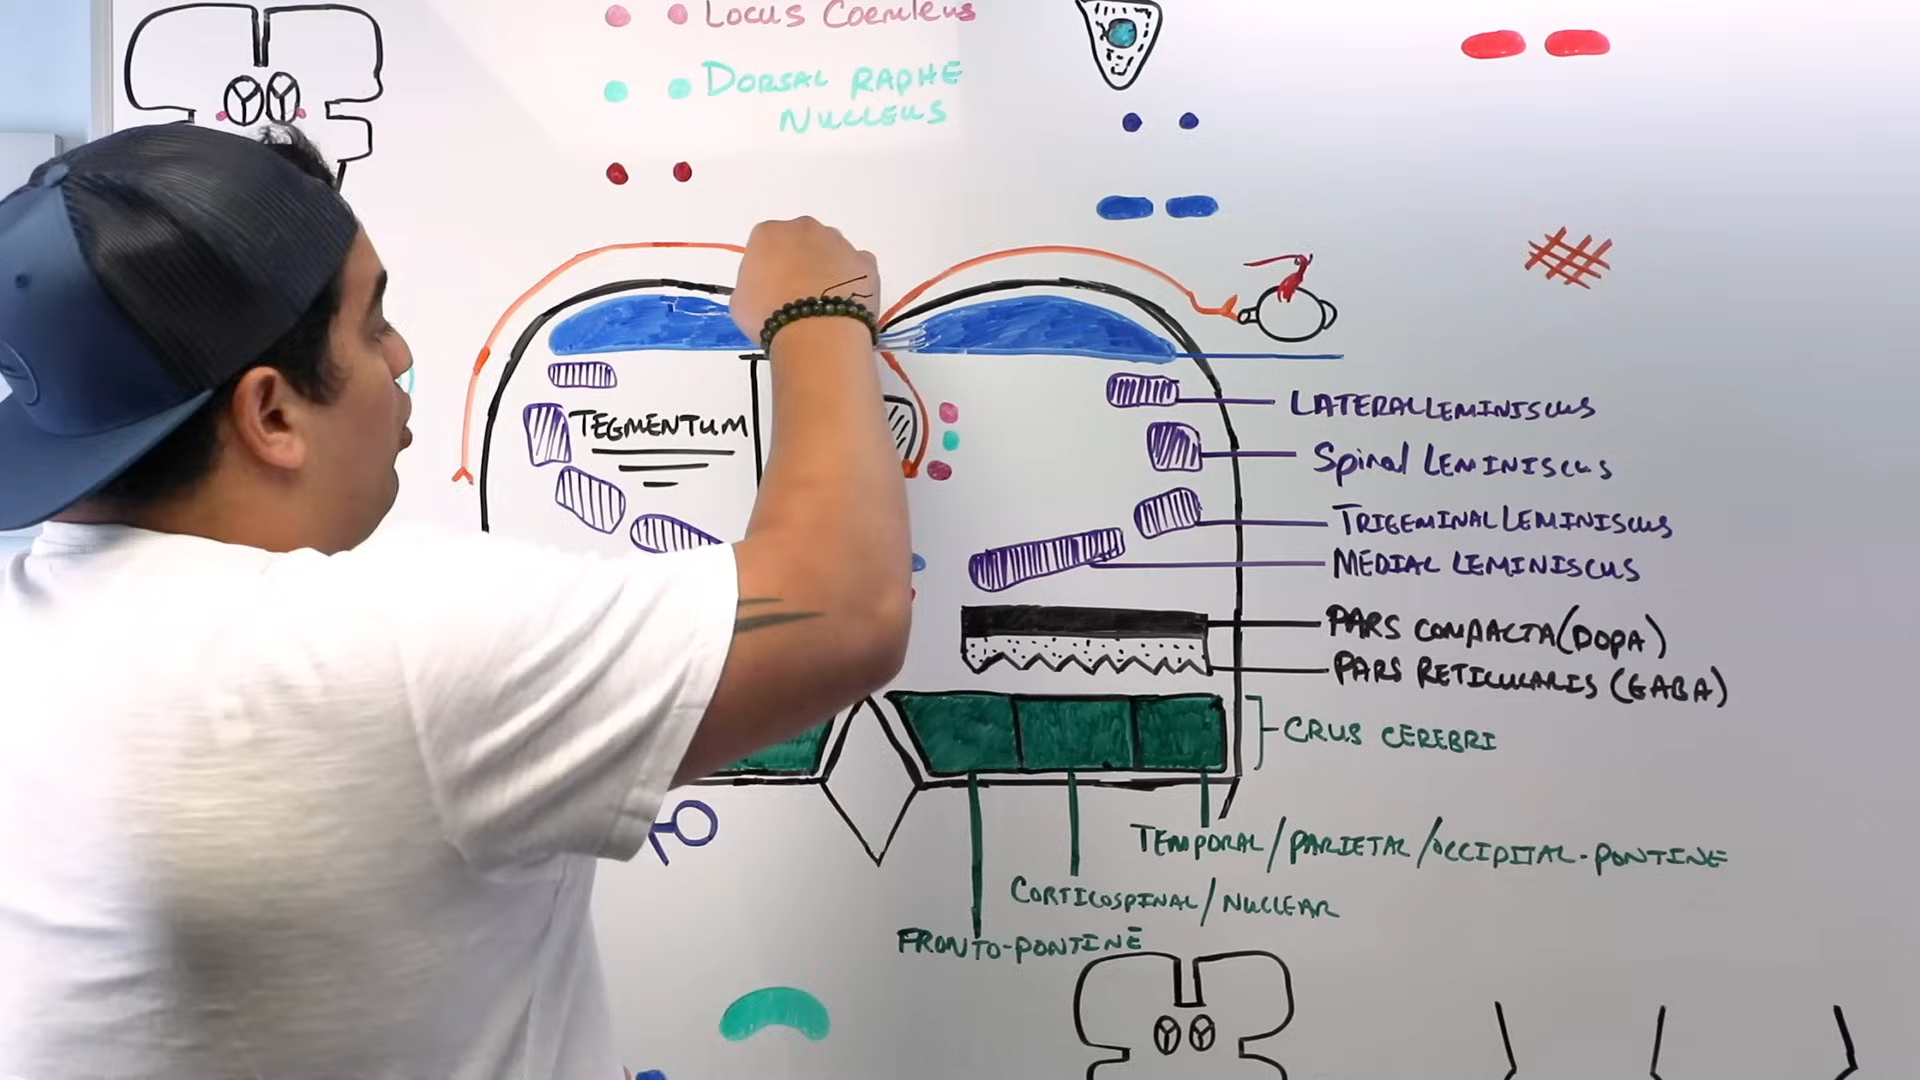 Locus Coeruleus
DORSAL RAPHE
NUCLEUS
TEGMENTUM
LATERAL LEMINISCUS
Spinal LEMINISCUS
TRIGEMINAL LEMINISCUS
MEDIAL LEMINISCUS
PARS COMPACTA (DOPA)
PARS RETICULARIS (GABA)
CRUS CEREBRI
TEMPORAL/PARIETAL/OCCIPITAL-PONTINE
CORTICOSPINAL/NUCLEAR
FRONTO-PONTINE